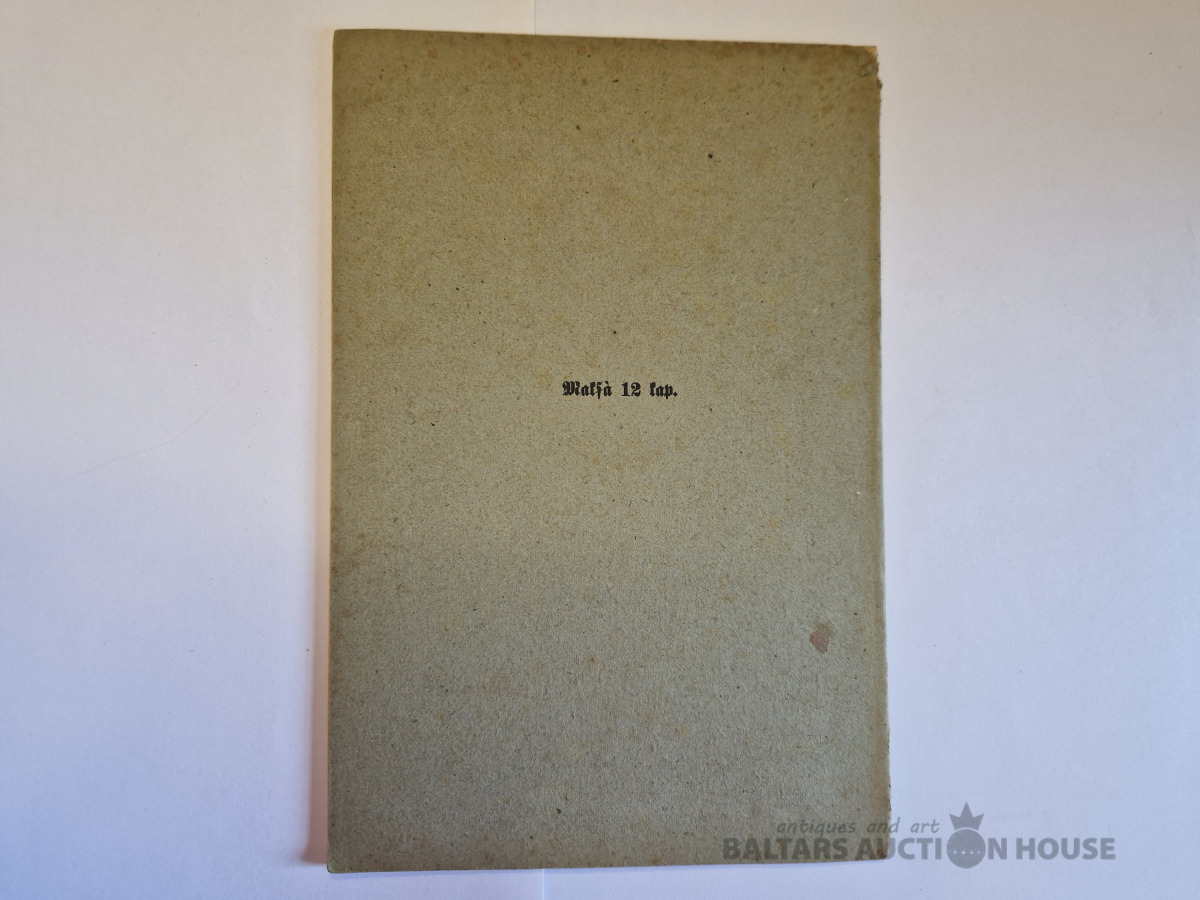 Maksà 12 kap.
antiques and art
BALTARS AUCTION HOUSE